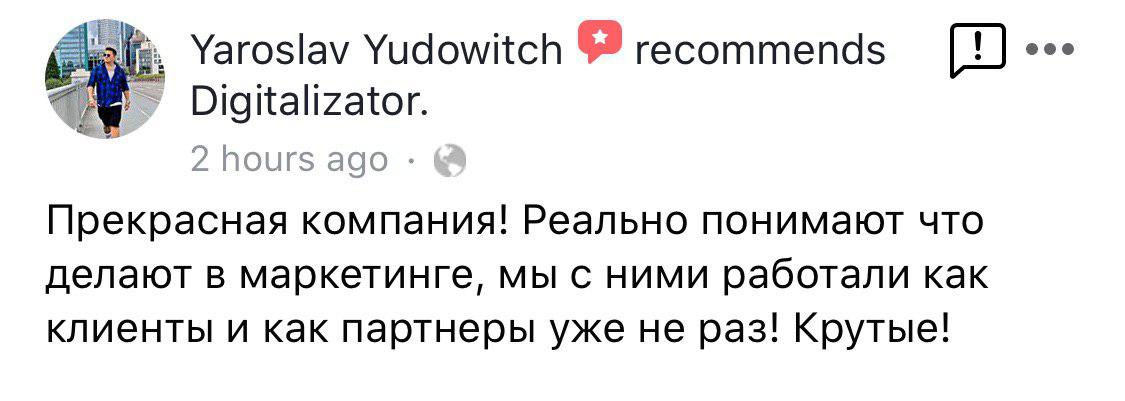 Yaroslav Yudowitch recommends
Digitalizator.
2 hours ago ·
Прекрасная компания! Реально понимают что
делают в маркетинге, мы с ними работали как
клиенты и как партнеры уже не раз! Крутые!